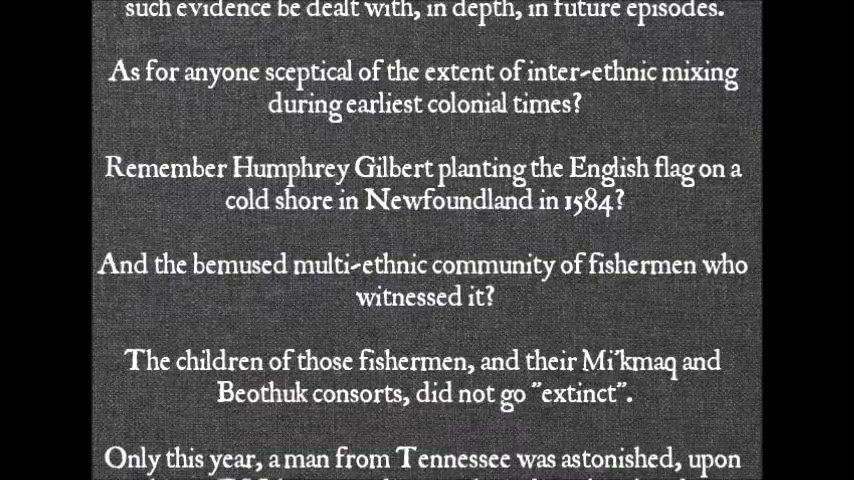 such evidence be dealt with, in depth, in future episodes.
As for anyone sceptical of the extent of inter-ethnic mixing
during earliest colonial times?
Remember Humphrey Gilbert planting the English flag on a
cold shore in Newfoundland in 1584?
And the bemused multi-ethnic community of fishermen who
witnessed it?
The children of those fishermen, and their Mi'kmaq and
Beothuk consorts, did not go "extinct".
Only this year, a man from Tennessee was astonished, upon